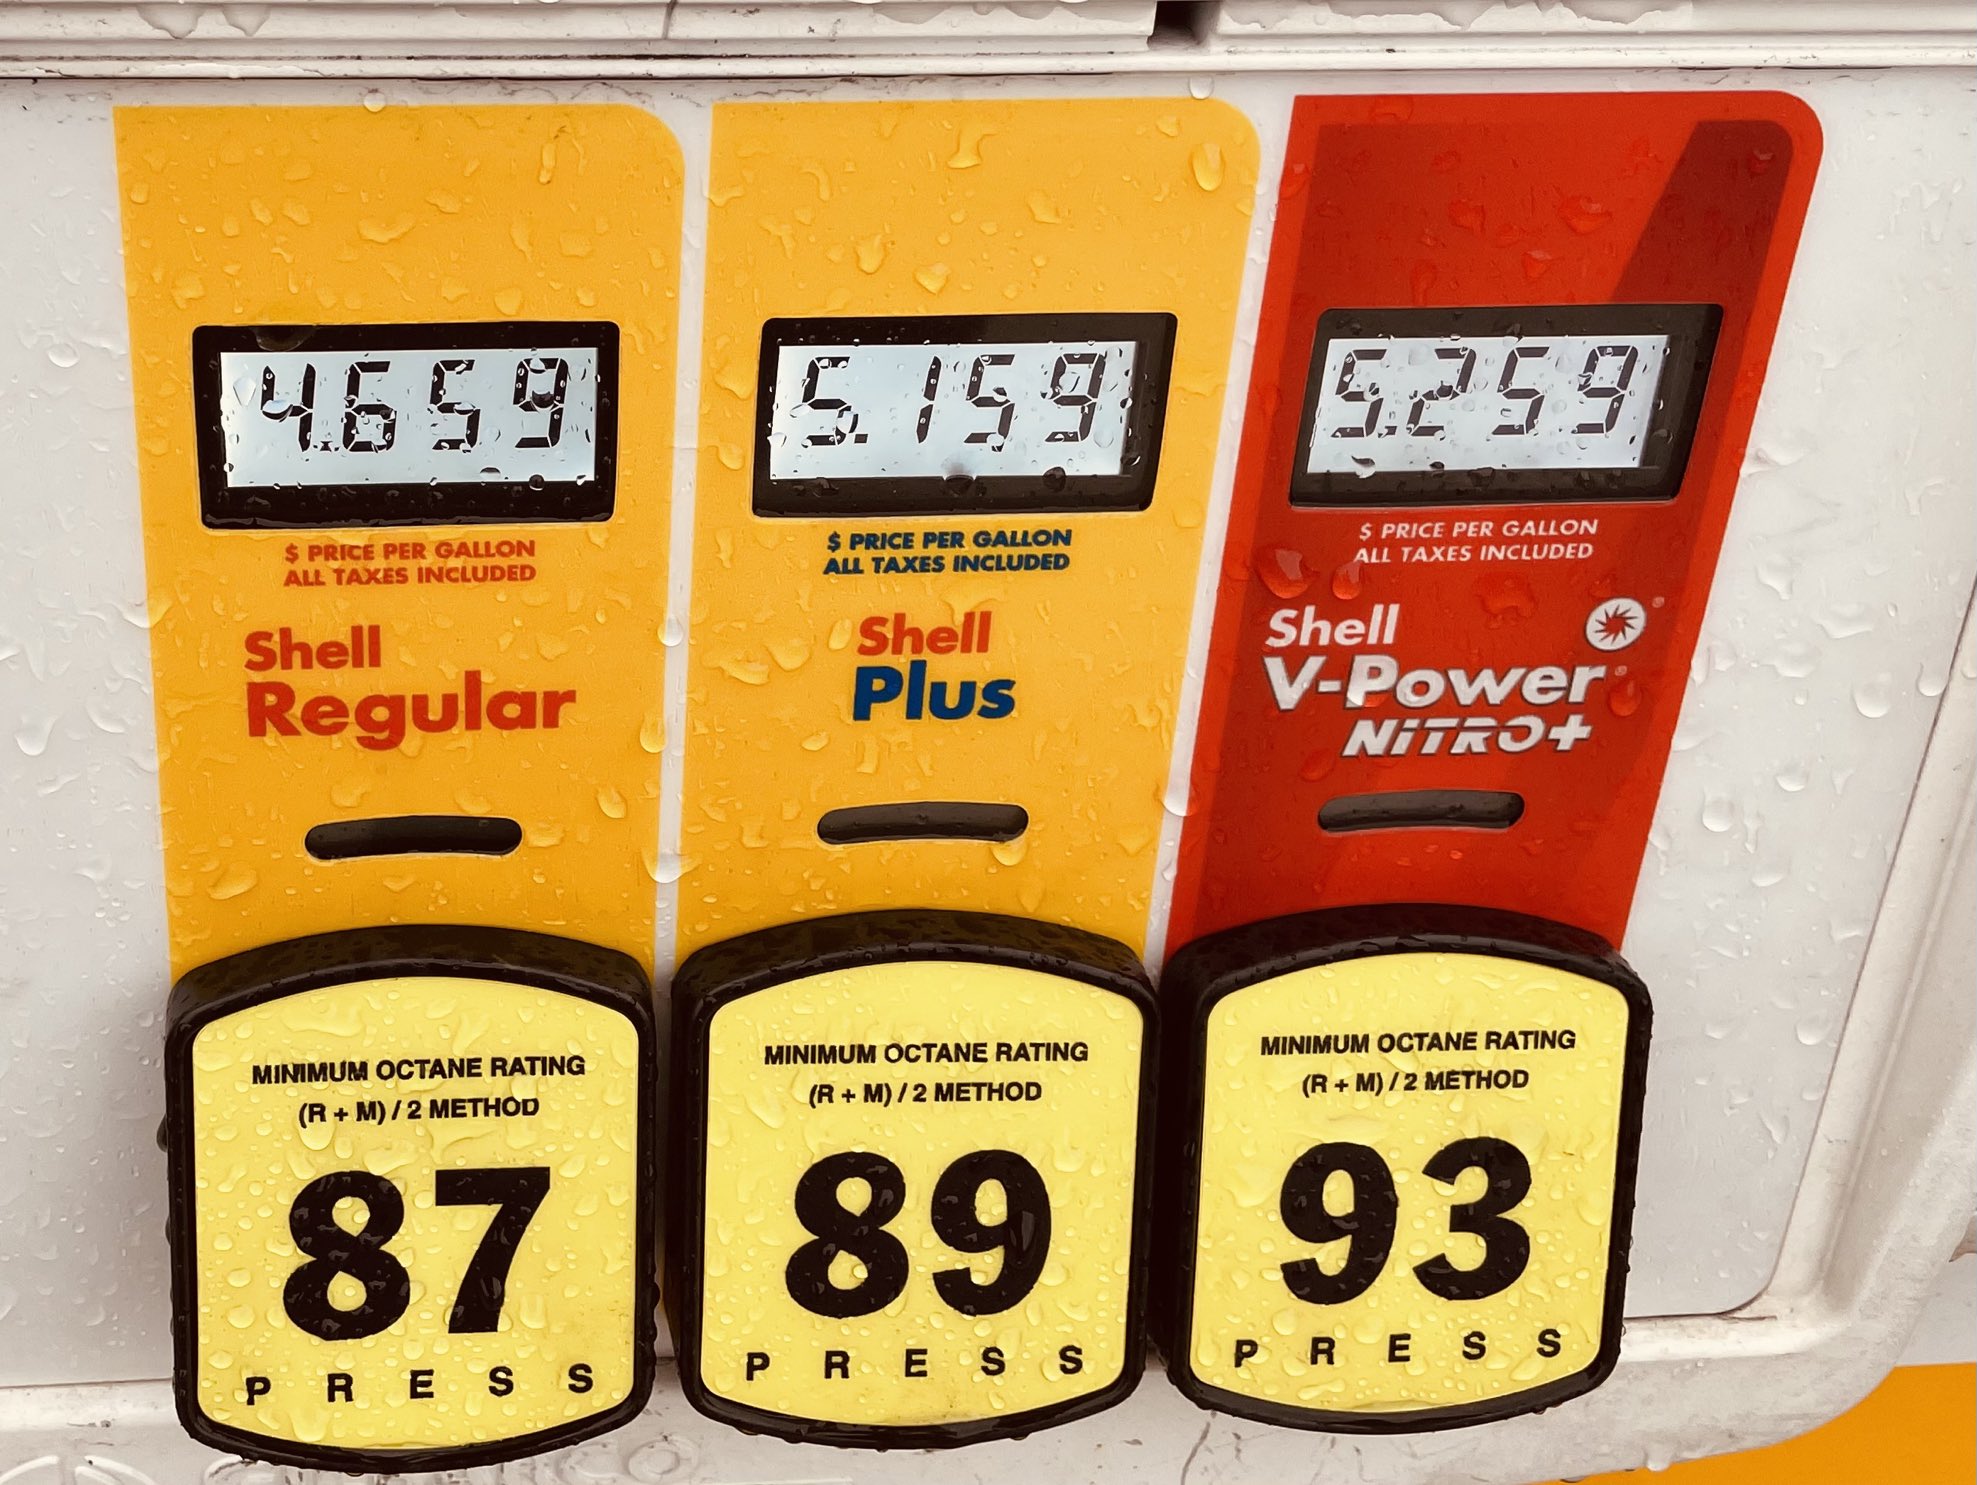 4.659
$ PRICE PER GALLON
ALL TAXES INCLUDED
Shell
Regular
MINIMUM OCTANE RATING
(R + M) / 2 METHOD
87
PRESS
5.159
$ PRICE PER GALLON
ALL TAXES INCLUDED
Shell
Plus
MINIMUM OCTANE RATING
(R + M) / 2 METHOD
89
PRESS
5.259
$ PRICE PER GALLON
ALL TAXES INCLUDED
Shell
V-Power
NiTRO+
MINIMUM OCTANE RATING
(R + M) / 2 METHOD
93
PRESS